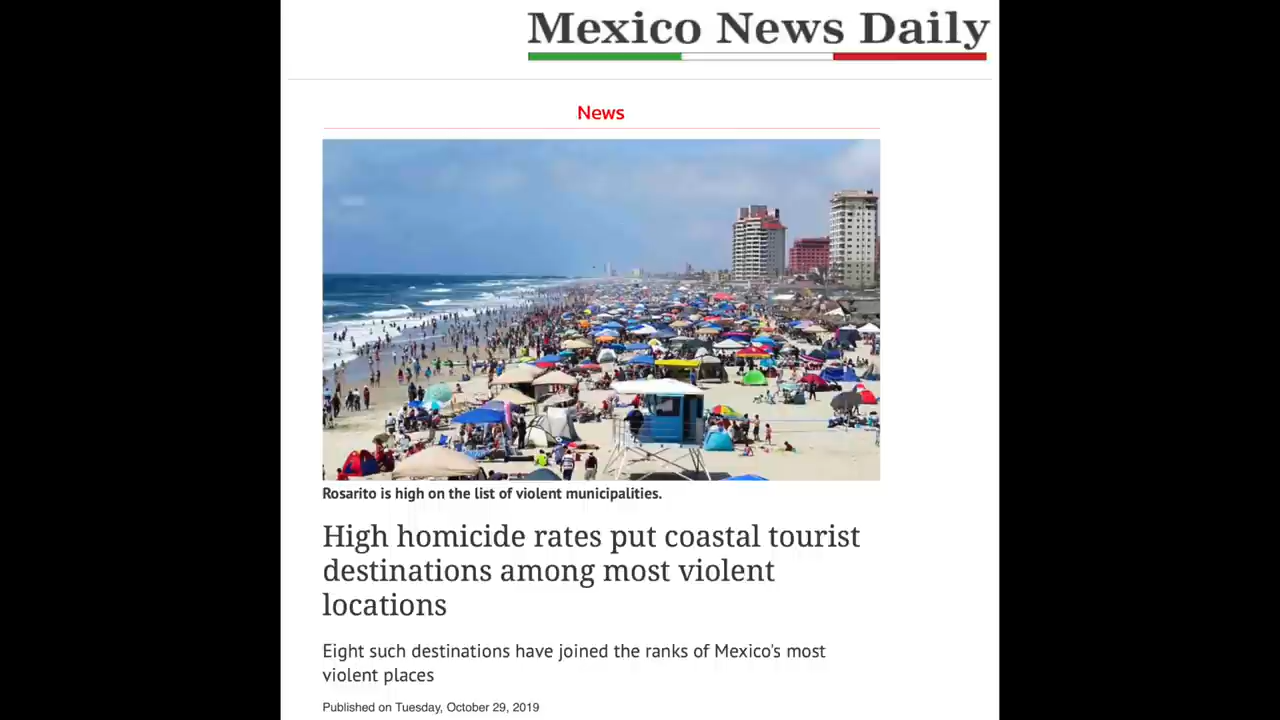 Mexico News Daily
News
Rosarito is high on the list of violent municipalities.
High homicide rates put coastal tourist
destinations among most violent
locations
Eight such destinations have joined the ranks of Mexico's most
violent places
Published on Tuesday, October 29, 2019